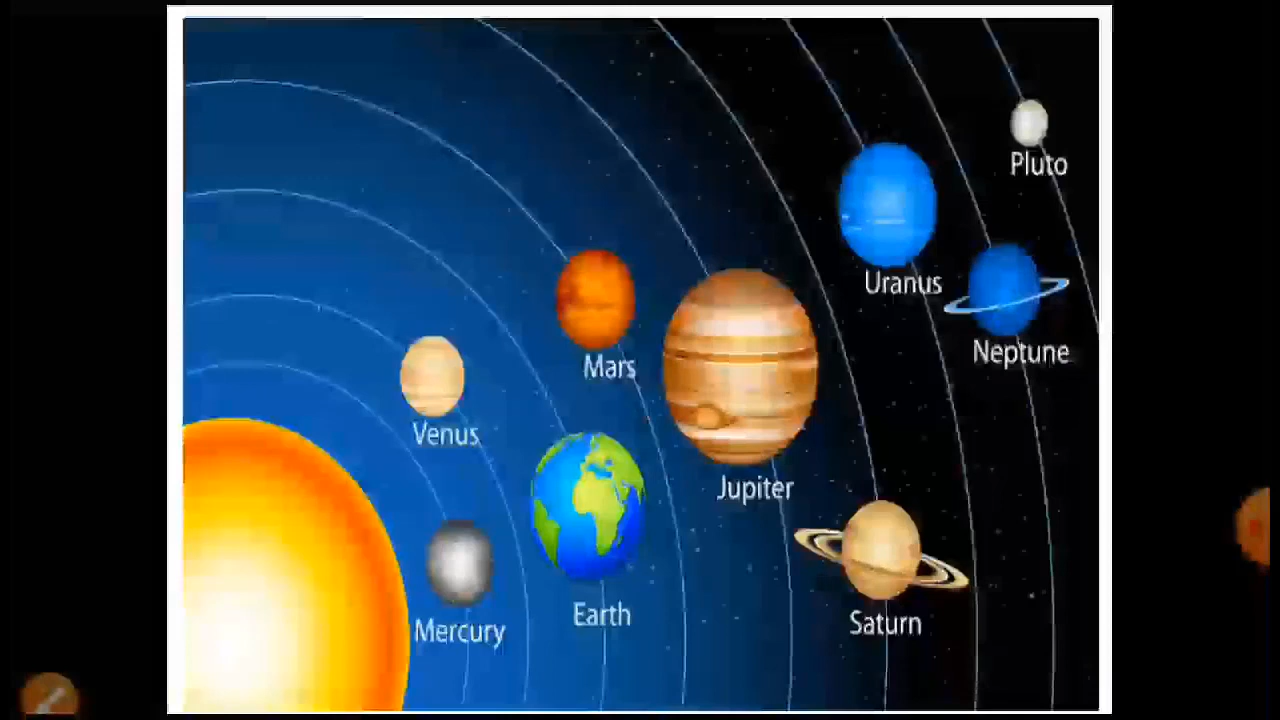 Pluto
Uranus
Neptune
Mars
Venus
Jupiter
Earth
Saturn
Mercury